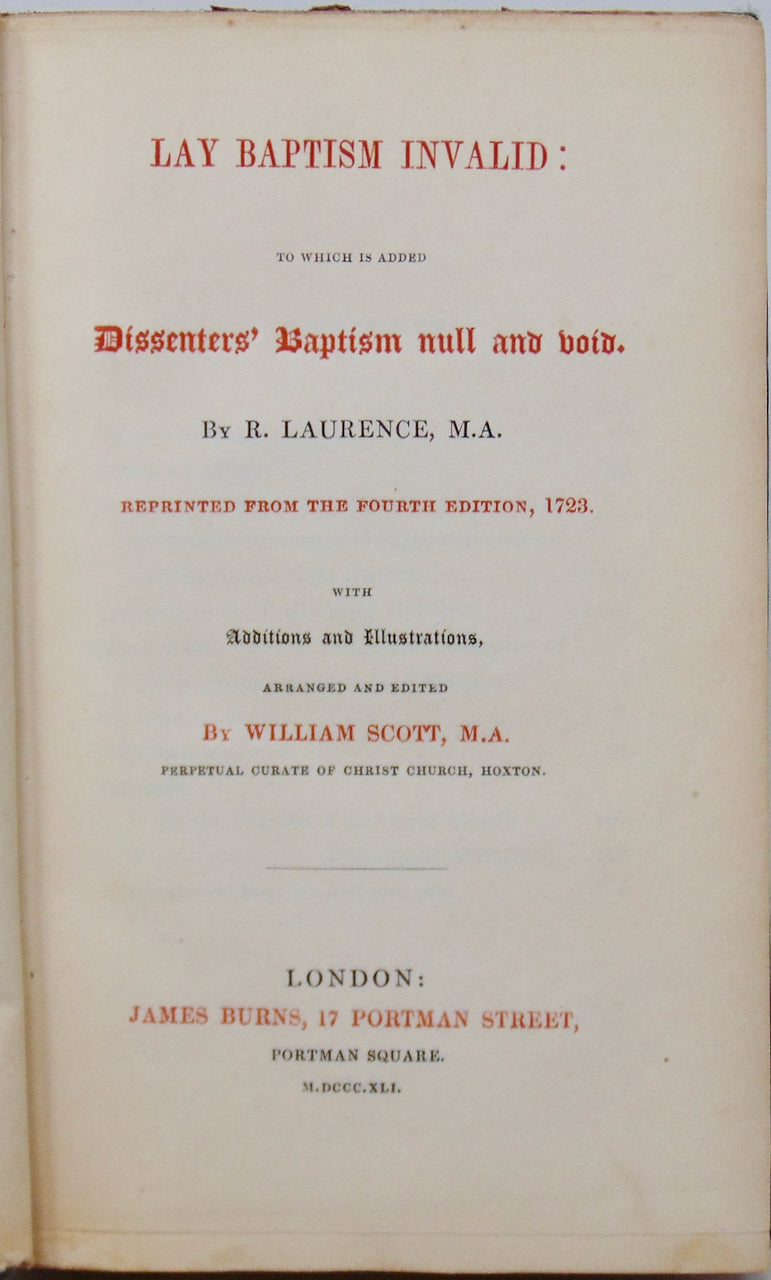 LAY BAPTISM INVALID:
TO WHICH IS ADDED
Dissenters' Baptism null and void.
By R. LAURENCE, M.A.
REPRINTED FROM THE FOURTH EDITION, 1723.
WITH
Additions and Illustrations,
ARRANGED AND EDITED
By WILLIAM SCOTT, M.A.
PERPETUAL CURATE OF CHRIST CHURCH, HOXTON.
LONDON:
JAMES BURNS, 17 PORTMAN STREET,
PORTMAN SQUARE.
M.DCCC.XLI.